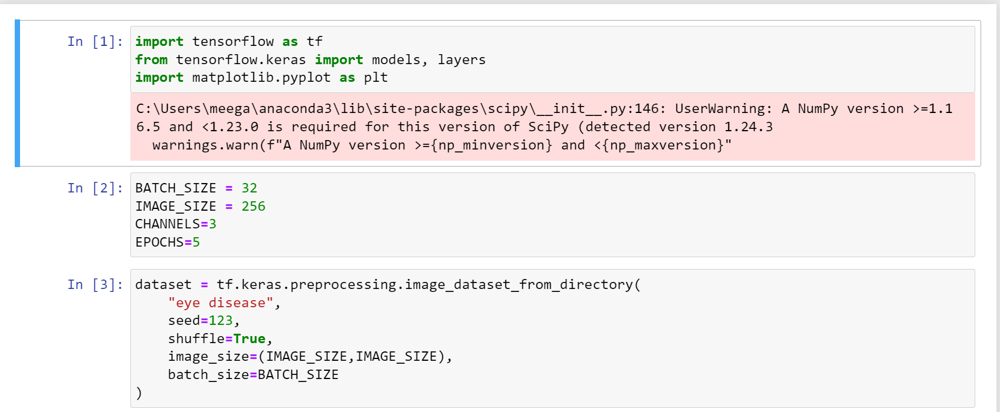 In [1]: import tensorflow as tf
from tensorflow.keras import models, layers
import matplotlib.pyplot as plt
C:\Users\meega\anaconda3\lib\site-packages\scipy\__init__.py:146: UserWarning: A NumPy version >=1.1
6.5 and <1.23.0 is required for this version of SciPy (detected version 1.24.3
  warnings.warn(f"A NumPy version >={np_minversion} and <{np_maxversion}"
In [2]: BATCH_SIZE = 32
IMAGE_SIZE = 256
CHANNELS=3
EPOCHS=5
In [3]: dataset = tf.keras.preprocessing.image_dataset_from_directory(
    "eye disease",
    seed=123,
    shuffle=True,
    image_size=(IMAGE_SIZE,IMAGE_SIZE),
    batch_size=BATCH_SIZE
)